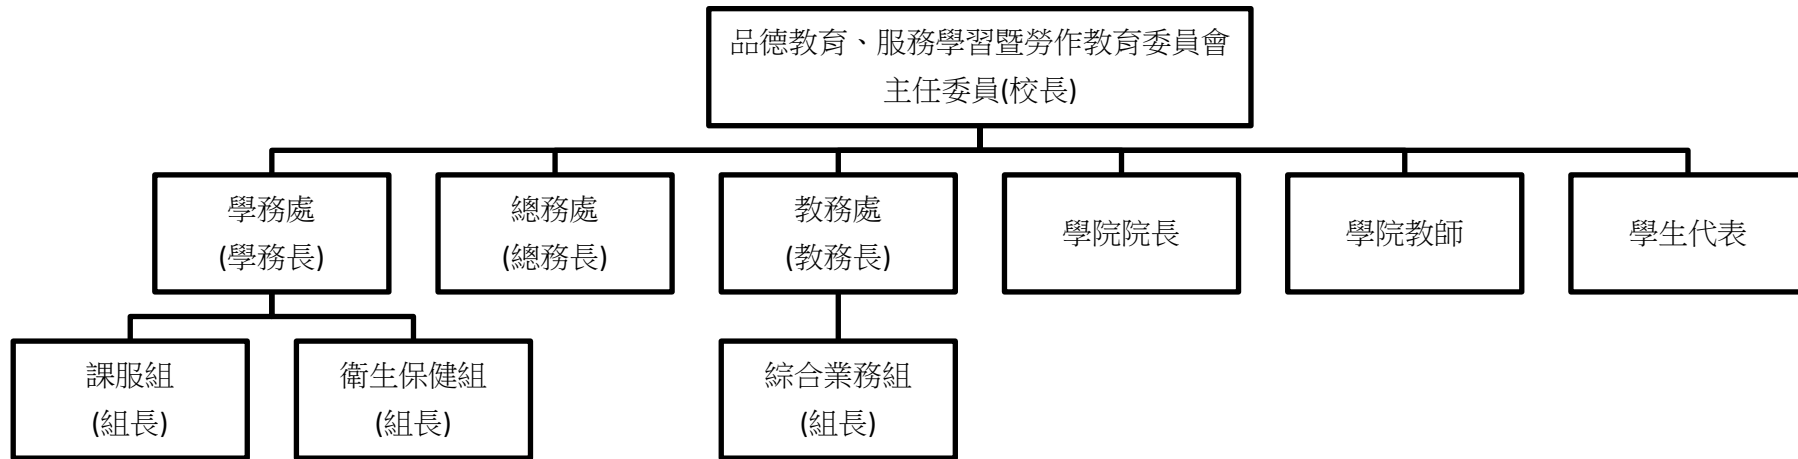 品德教育、服務學習暨勞作教育委員會
主任委員(校長)
學務處
(學務長)
總務處
(總務長)
教務處
(教務長)
學院院長
學院教師
學生代表
課服組
(組長)
衛生保健組
(組長)
綜合業務組
(組長)